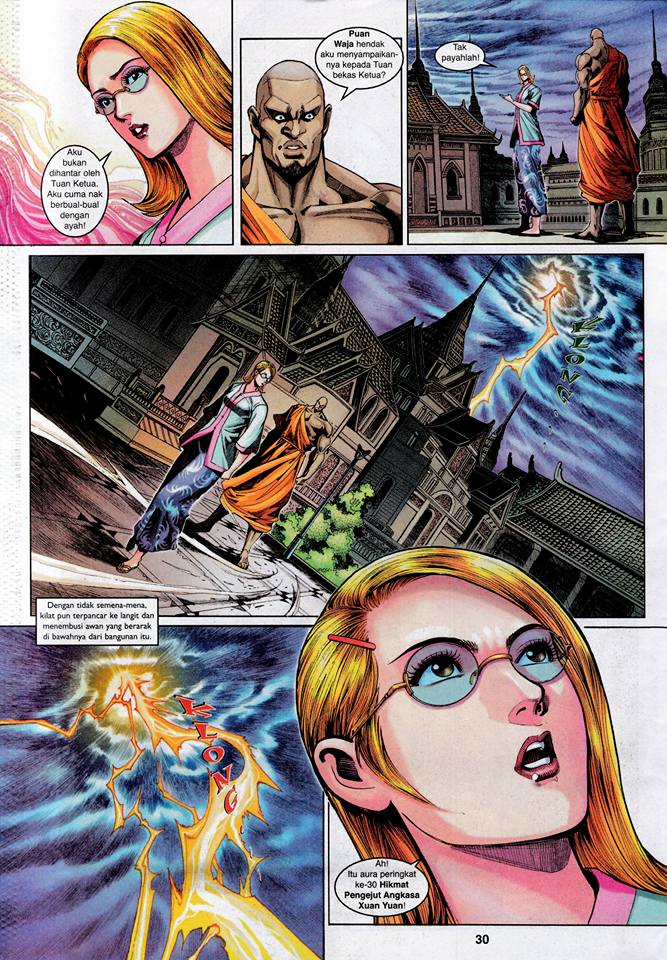 Aku
bukan
dihantar oleh
Tuan Ketua.
Aku cuma nak
berbual-bual
dengan
ayah!
Puan
Waja hendak
aku menyampaikan-
nya kepada Tuan
bekas Ketua?
Tak
payahlah!
KLONG...
Dengan tidak semena-mena,
kilat pun terpancar ke langit dan
menembusi awan yang berarak
di bawahnya dari bangunan itu.
KLONG
Ah!
Itu aura peringkat
ke-30 Hikmat
Pengejut Angkasa
Xuan Yuan!
30